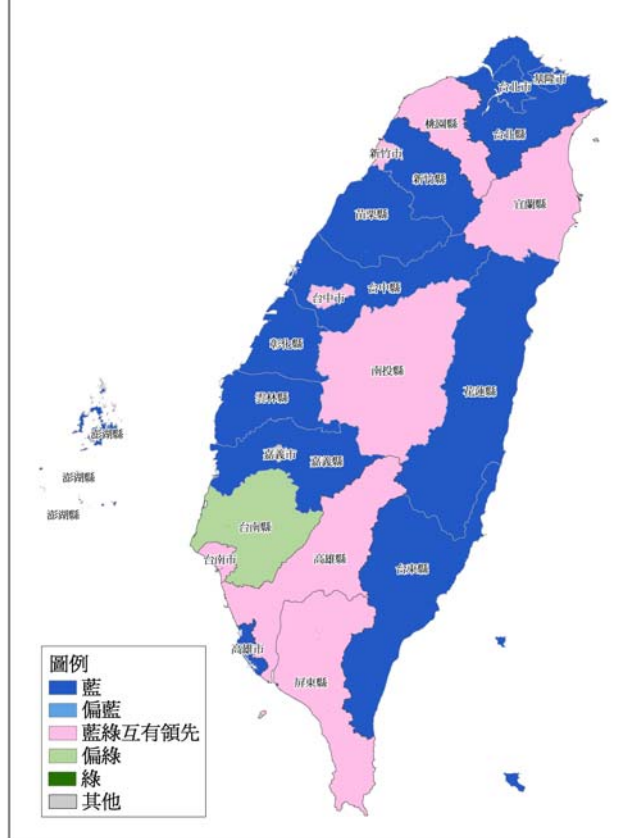 基隆市
台北市
桃園縣
台北縣
新竹市
新竹縣
宜蘭縣
苗栗縣
台中市
台中縣
彰化縣
南投縣
花蓮縣
雲林縣
澎湖縣
嘉義市
嘉義縣
澎湖縣
澎湖縣
台南縣
台南市
高雄縣
台東縣
高雄市
屏東縣
圖例
藍
偏藍
藍綠互有領先
偏綠
綠
其他